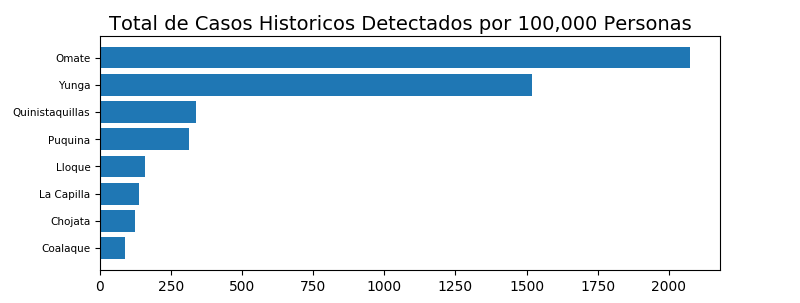 Total de Casos Historicos Detectados por 100,000 Personas
Omate
Yunga
Quinistaquillas
Puquina
Lloque
La Capilla
Chojata
Coalaque
0 250 500 750 1000 1250 1500 1750 2000